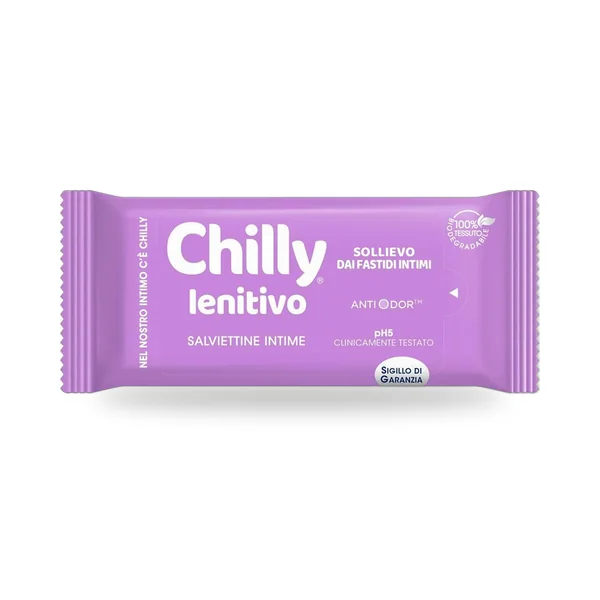 NEL NOSTRO INTIMO C'È CHILLY
Chilly®
lenitivo
SALVIETTINE INTIME
SOLLIEVO
DAI FASTIDI INTIMI
ANTI ODOR™
pH5
CLINICAMENTE TESTATO
SIGILLO DI
GARANZIA
100%
TESSUTO
BIODEGRADABILE